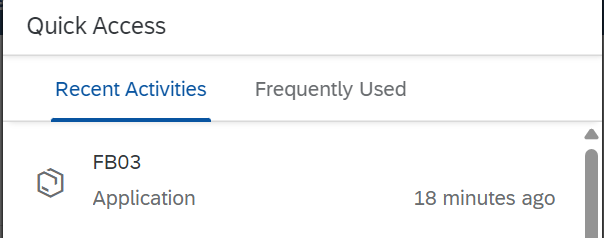 Quick Access
Recent Activities Frequently Used
FB03
Application 18 minutes ago